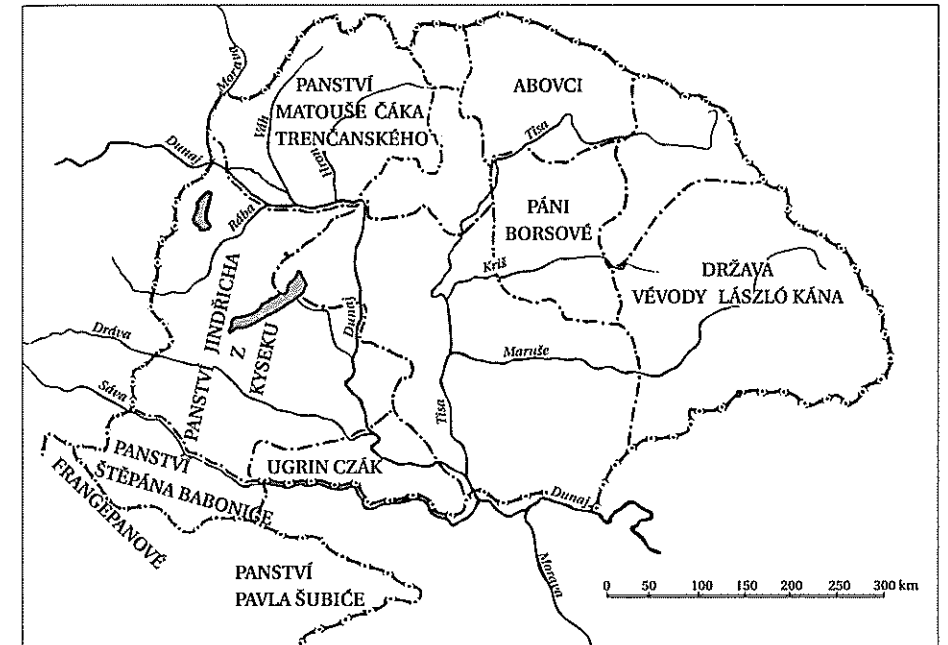 Morava
PANSTVÍ
MATOUŠE ČÁKA
TRENČANSKÉHO
ABOVCI
Váh
Hron
Tisa
Dunaj
Rába
PÁNI
BORSOVÉ
Kriš
DRŽAVA
VÉVODY LÁSZLÓ KÁNA
PANSTVÍ JINDŘICHA
Z
KYSEKU
Dunaj
Dráva
Maruše
Sáva
Tisa
PANSTVÍ
ŠTĚPÁNA BABONIĆE
UGRIN CZÁK
Dunaj
FRANGEPANOVÉ
Morava
PANSTVÍ
PAVLA ŠUBIĆE
0 50 100 150 200 250 300 km